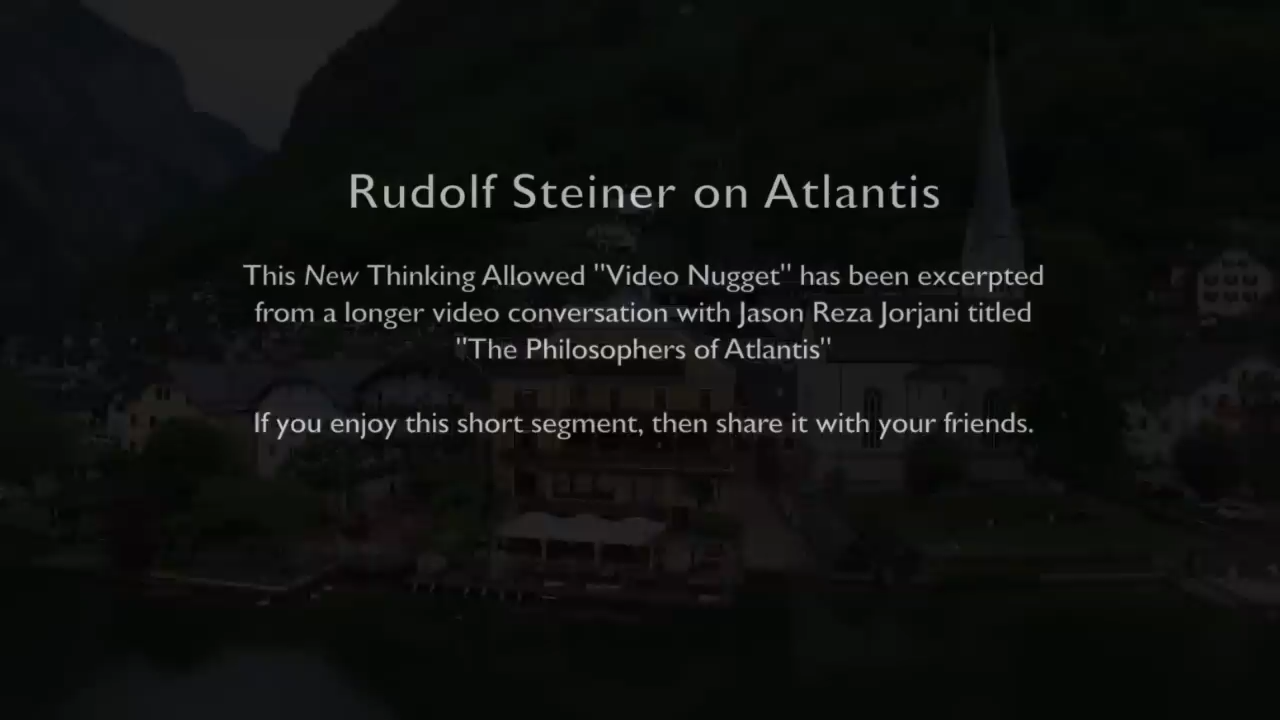 Rudolf Steiner on Atlantis
This New Thinking Allowed "Video Nugget" has been excerpted
from a longer video conversation with Jason Reza Jorjani titled
"The Philosophers of Atlantis"
If you enjoy this short segment, then share it with your friends.